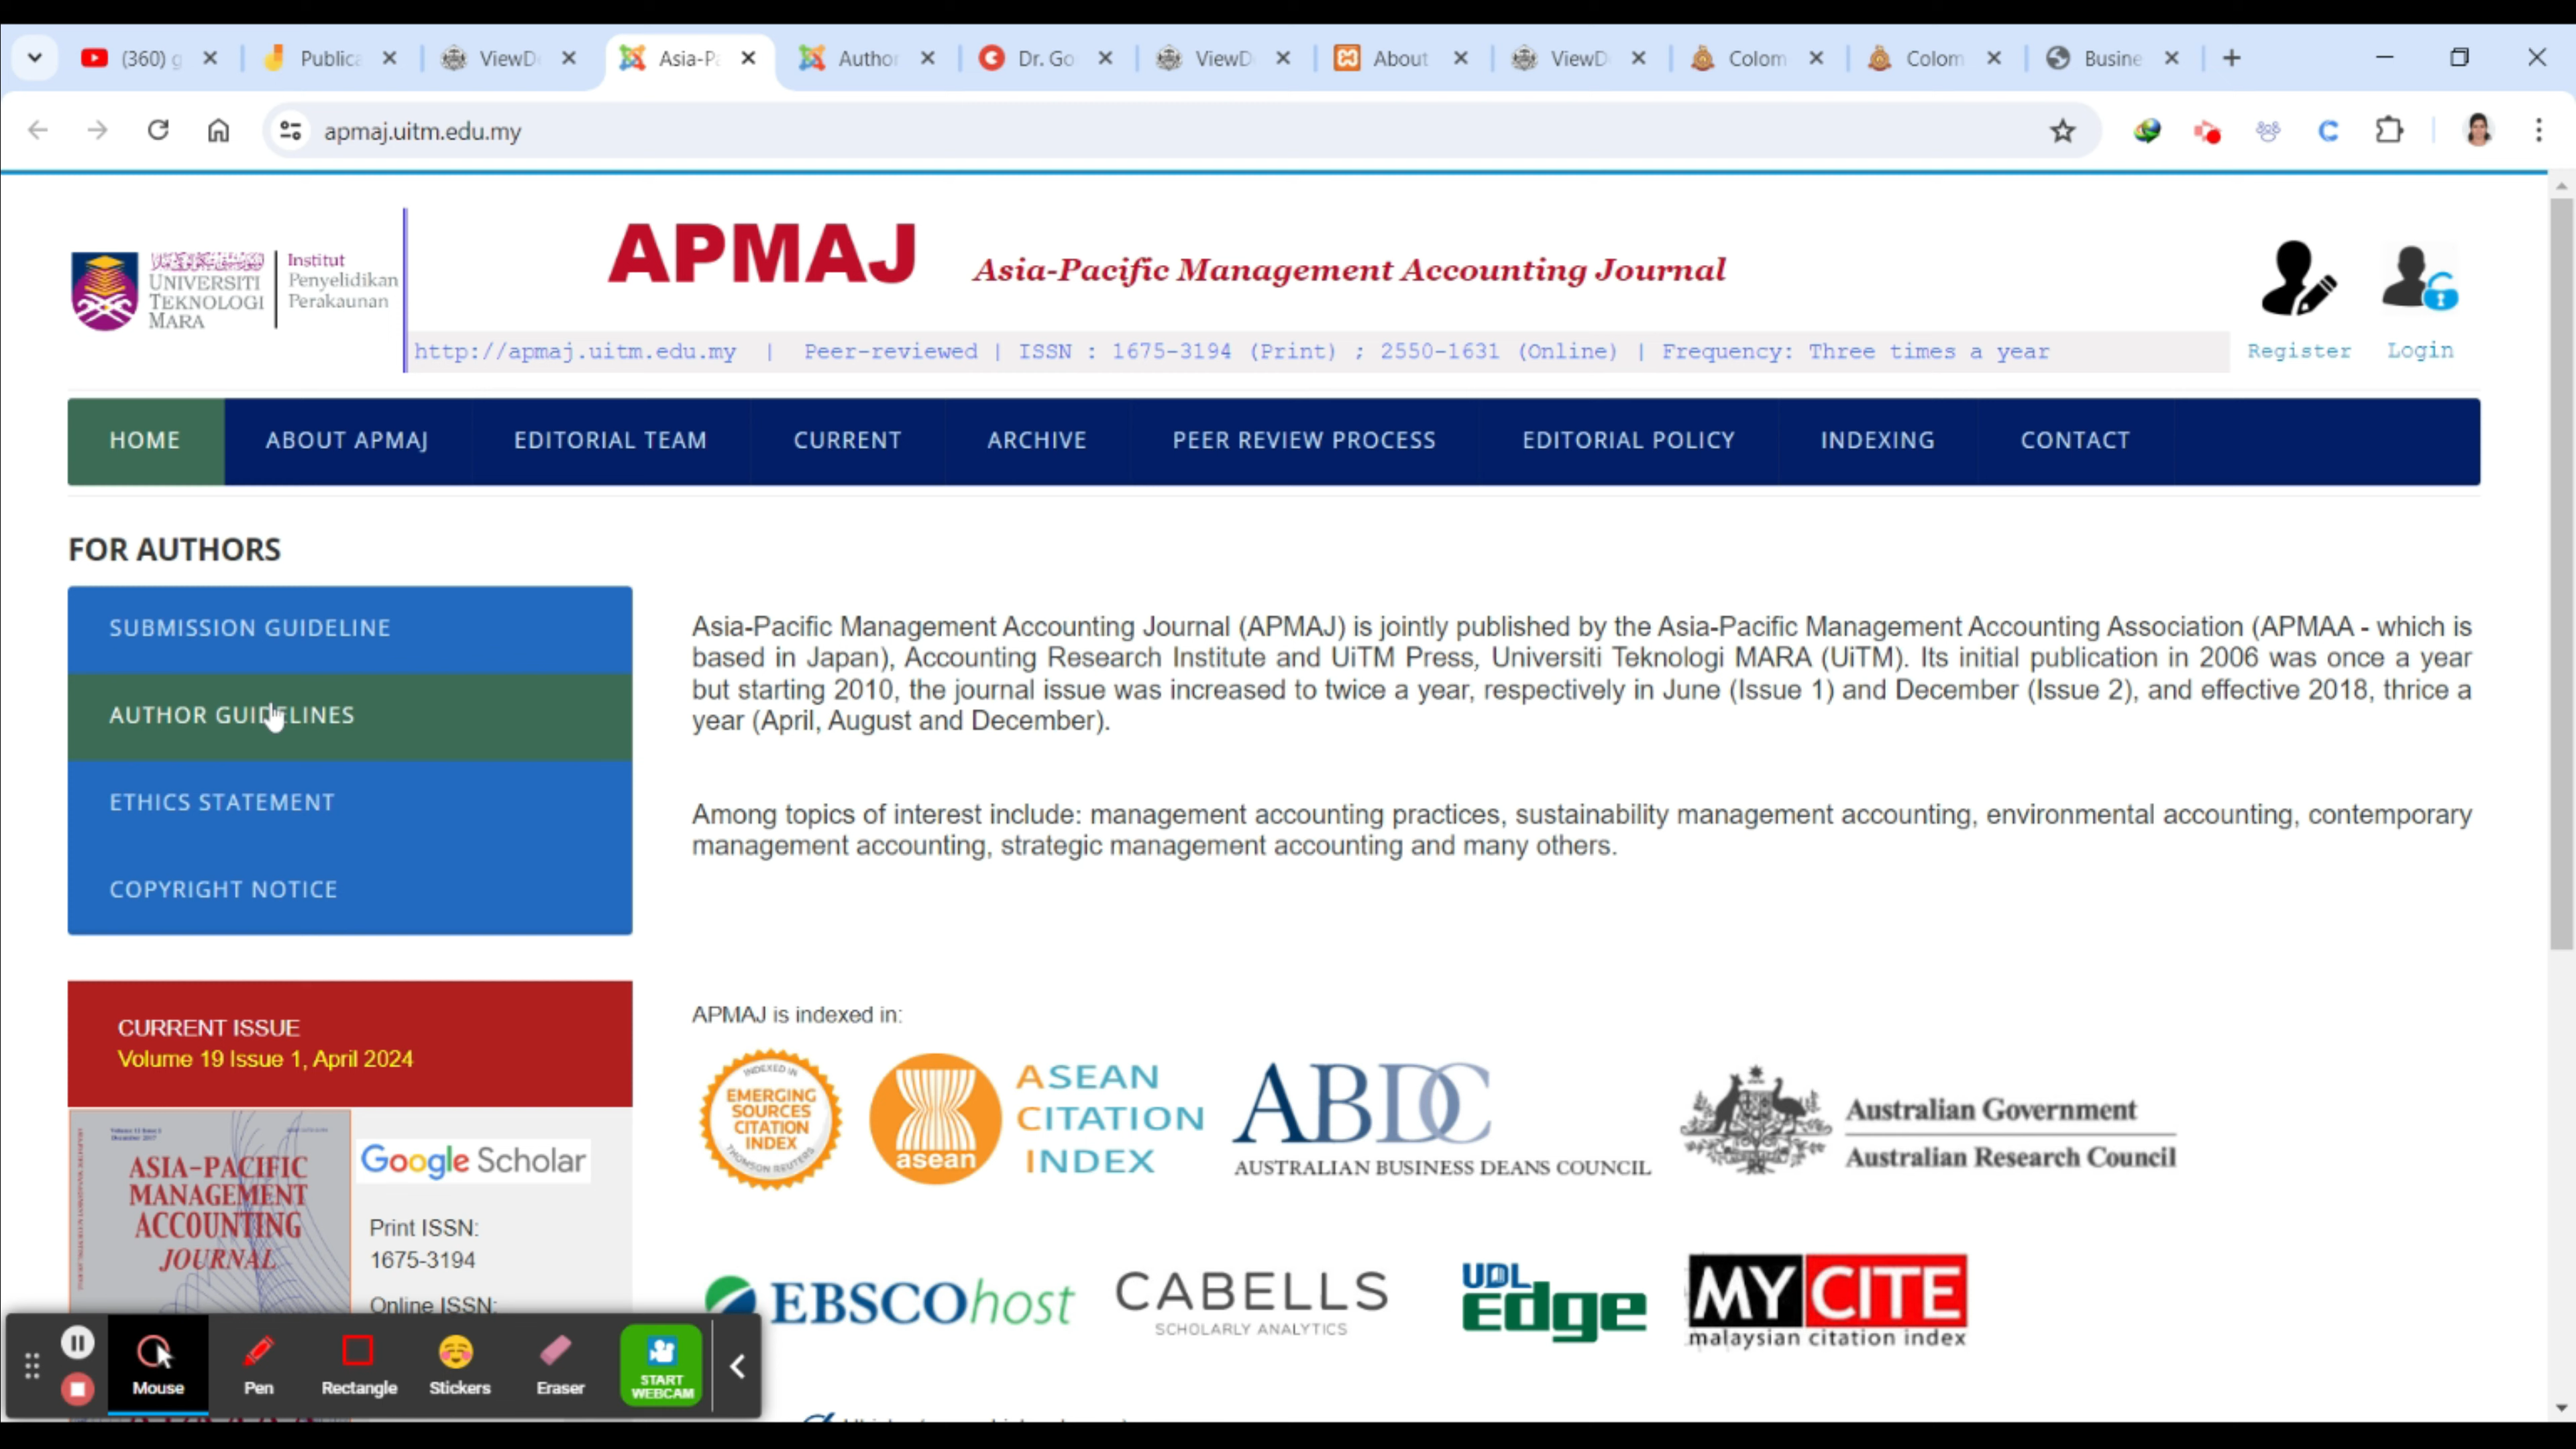 (360) g
Publica
ViewD
Asia-Pa
Author
Dr. Go
ViewD
About
ViewD
Colom
Colom
Busine
apmaj.uitm.edu.my
UNIVERSITI
TEKNOLOGI
MARA
Institut
Penyelidikan
Perakaunan
APMAJ
Asia-Pacific Management Accounting Journal
http://apmaj.uitm.edu.my | Peer-reviewed | ISSN : 1675-3194 (Print) ; 2550-1631 (Online) | Frequency: Three times a year
Register
Login
HOME
ABOUT APMAJ
EDITORIAL TEAM
CURRENT
ARCHIVE
PEER REVIEW PROCESS
EDITORIAL POLICY
INDEXING
CONTACT
FOR AUTHORS
SUBMISSION GUIDELINE
AUTHOR GUIDELINES
ETHICS STATEMENT
COPYRIGHT NOTICE
Asia-Pacific Management Accounting Journal (APMAJ) is jointly published by the Asia-Pacific Management Accounting Association (APMAA - which is
based in Japan), Accounting Research Institute and UiTM Press, Universiti Teknologi MARA (UiTM). Its initial publication in 2006 was once a year
but starting 2010, the journal issue was increased to twice a year, respectively in June (Issue 1) and December (Issue 2), and effective 2018, thrice a
year (April, August and December).
Among topics of interest include: management accounting practices, sustainability management accounting, environmental accounting, contemporary
management accounting, strategic management accounting and many others.
CURRENT ISSUE
Volume 19 Issue 1, April 2024
ASIA-PACIFIC
MANAGEMENT
ACCOUNTING
JOURNAL
Google Scholar
Print ISSN:
1675-3194
Online ISSN:
APMAJ is indexed in:
INDEXED IN
EMERGING
SOURCES
CITATION
INDEX
THOMSON REUTERS
asean
ASEAN
CITATION
INDEX
ABDC
AUSTRALIAN BUSINESS DEANS COUNCIL
Australian Government
Australian Research Council
EBSCOhost
CABELLS
SCHOLARLY ANALYTICS
UDL
Edge
MY CITE
malaysian citation index
Mouse
Pen
Rectangle
Stickers
Eraser
START
WEBCAM